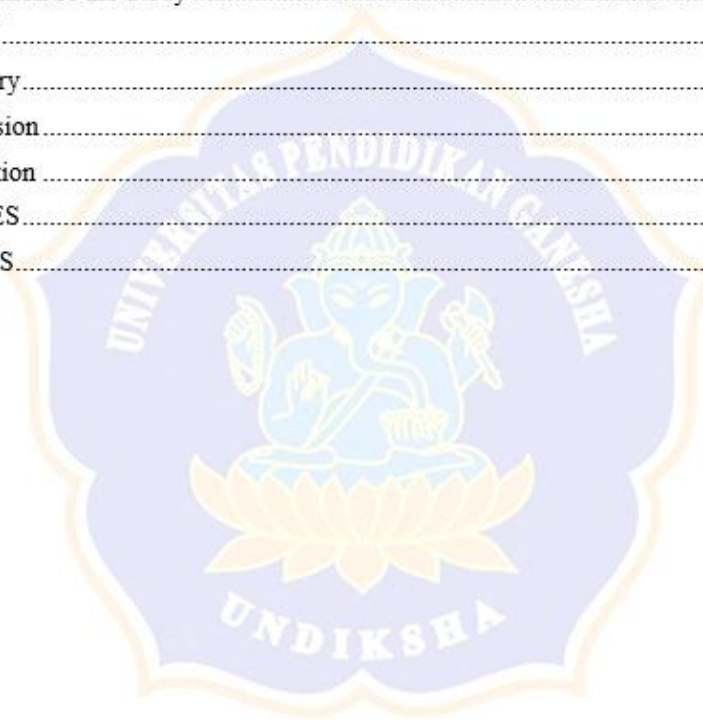 ry
sion
tion
ES
S
UNIVERSITAS PENDIDIKAN GANESHA
UNDIKSHA